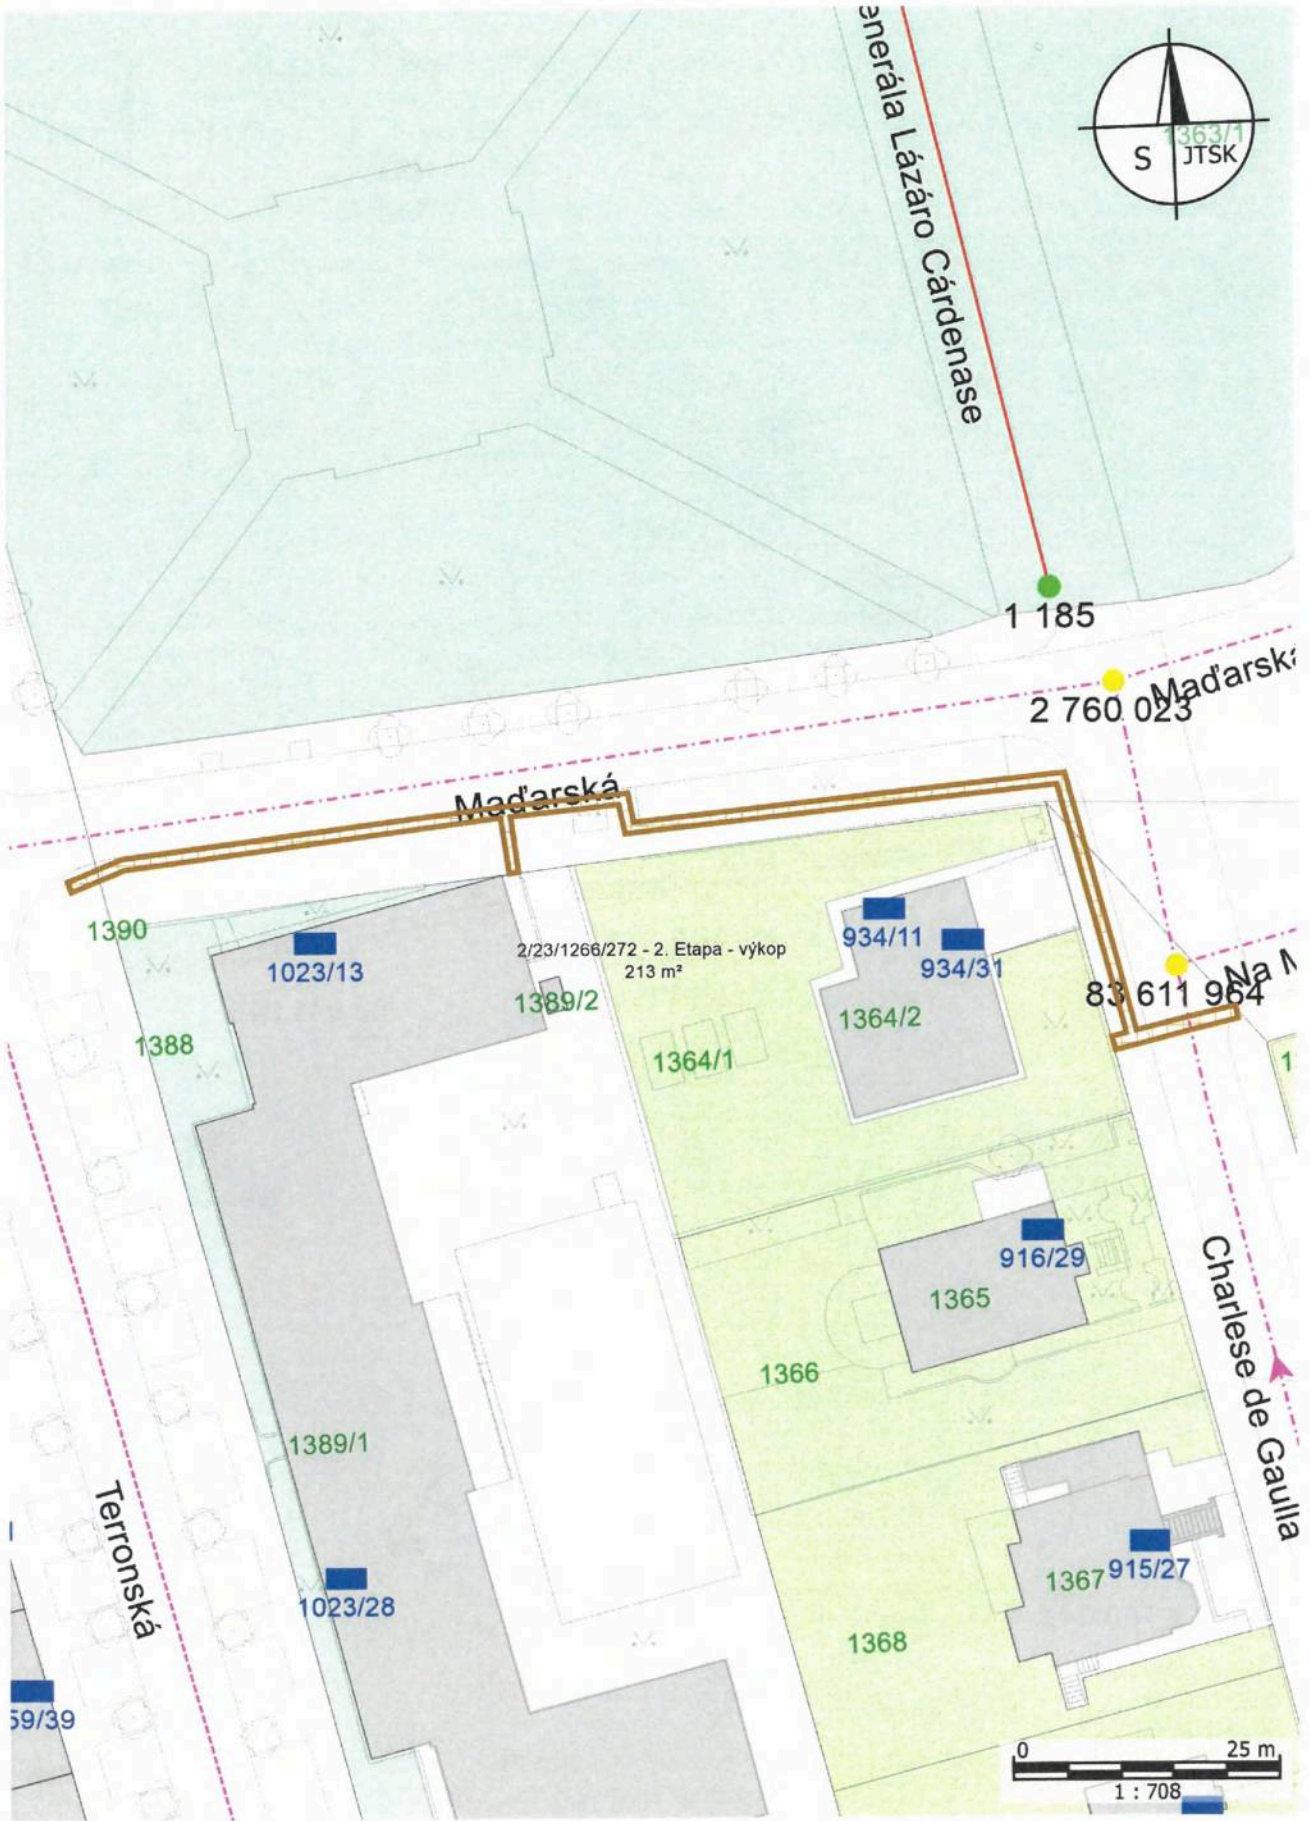 enerála Lázáro Cárdenase
1363/1
S JTSK
1 185
Maďarská
2 760 023
Maďarská
1390
1023/13
2/23/1266/272 - 2. Etapa - výkop
213 m²
934/11
934/31
83 611 964
Na
1389/2
1364/2
1388
1364/1
916/29
1365
1366
Charlese de Gaulla
1389/1
Terronská
1367
915/27
1023/28
1368
59/39
0 25 m
1 : 708